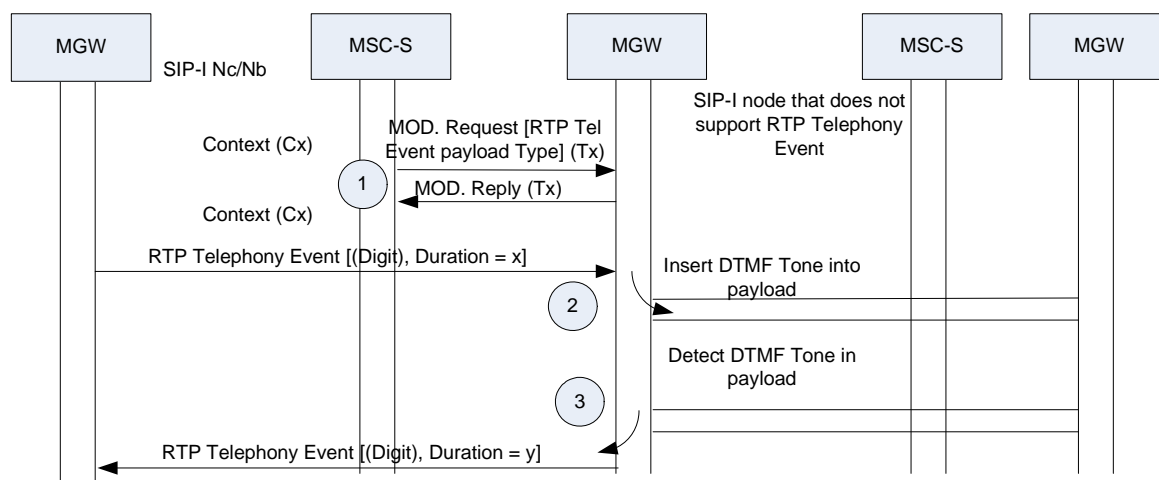 MGW
MSC-S
MGW
MSC-S
MGW
SIP-I Nc/Nb
SIP-I node that does not
support RTP Telephony
Event
Context (Cx)
MOD. Request [RTP Tel
Event payload Type] (Tx)
1
MOD. Reply (Tx)
Context (Cx)
RTP Telephony Event [(Digit), Duration = x]
Insert DTMF Tone into
payload
2
Detect DTMF Tone in
payload
3
RTP Telephony Event [(Digit), Duration = y]